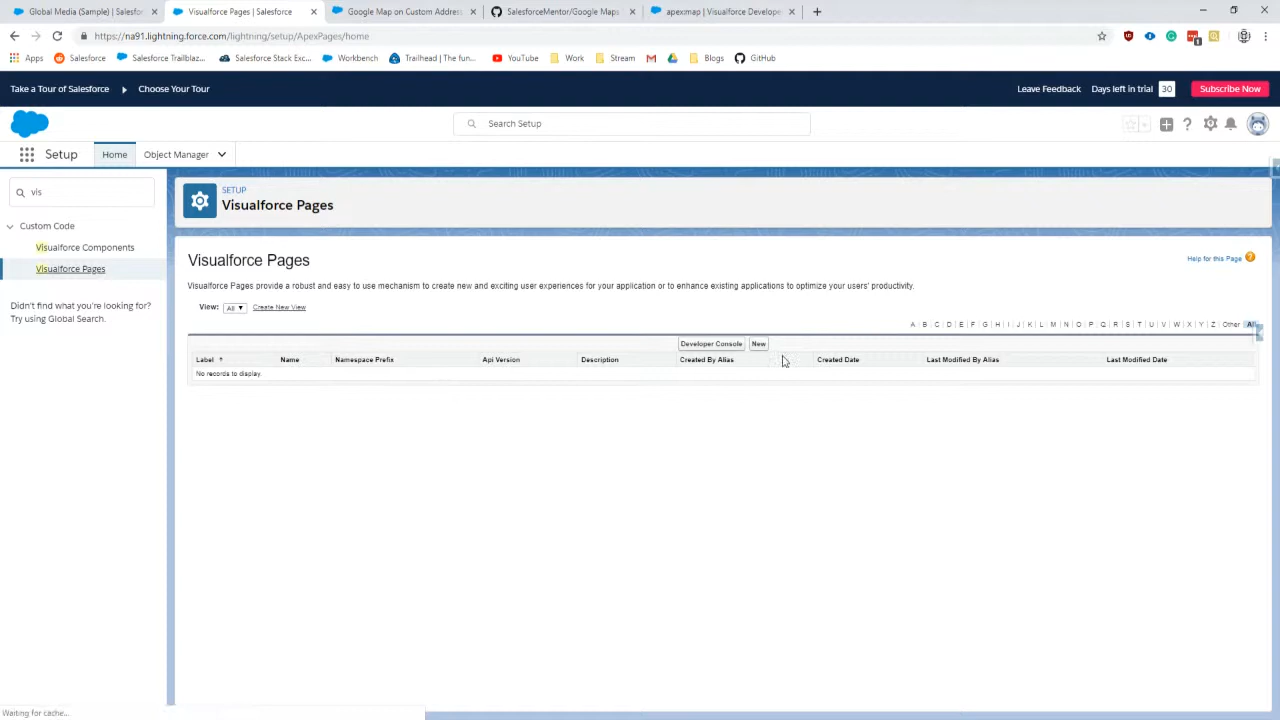 Global Media (Sample) | Salesfor
Visualforce Pages | Salesforce
Google Map on Custom Address
SalesforceMentor/Google Maps
apexmap | Visualforce Develope
https://na91.lightning.force.com/lightning/setup/ApexPages/home
Apps
Salesforce
Salesforce Trailblaz...
Salesforce Stack Exc...
Workbench
Trailhead | The fun...
YouTube
Work
Stream
Blogs
GitHub
Take a Tour of Salesforce
Choose Your Tour
Leave Feedback
Days left in trial 30
Subscribe Now
Search Setup
Setup
Home
Object Manager
vis
SETUP
Visualforce Pages
Custom Code
Visualforce Components
Visualforce Pages
Didn't find what you're looking for?
Try using Global Search.
Visualforce Pages
Help for this Page
Visualforce Pages provide a robust and easy to use mechanism to create new and exciting user experiences for your application or to enhance existing applications to optimize your users' productivity.
View: All Create New View
A | B | C | D | E | F | G | H | I | J | K | L | M | N | O | P | Q | R | S | T | U | V | W | X | Y | Z | Other | All
Developer Console New
Label Name Namespace Prefix Api Version Description Created By Alias Created Date Last Modified By Alias Last Modified Date
No records to display.
Waiting for cache...